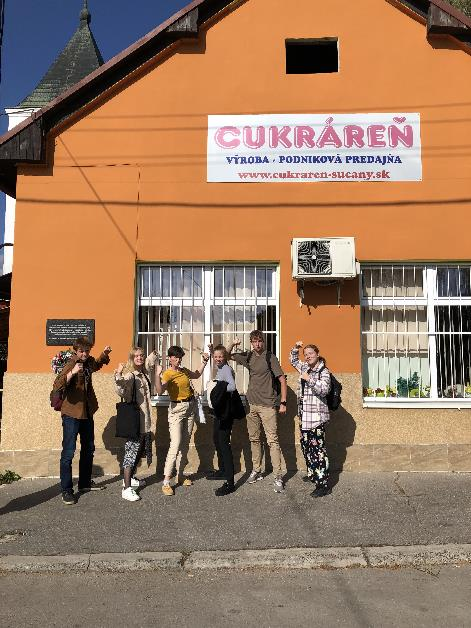 CUKRÁREŇ
VÝROBA - PODNIKOVÁ PREDAJŇA
www.cukraren-sucany.sk